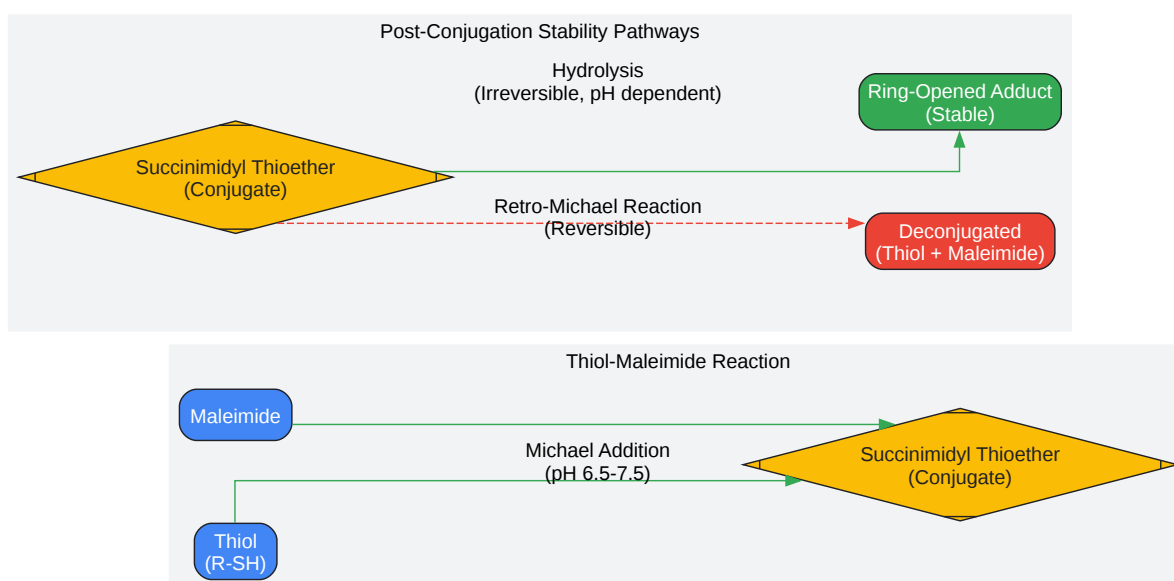 Post-Conjugation Stability Pathways
Hydrolysis
(Irreversible, pH dependent)
Ring-Opened Adduct
(Stable)
Succinimidyl Thioether
(Conjugate)
Retro-Michael Reaction
(Reversible)
Deconjugated
(Thiol + Maleimide)
Thiol-Maleimide Reaction
Maleimide
Michael Addition
(pH 6.5-7.5)
Succinimidyl Thioether
(Conjugate)
Thiol
(R-SH)